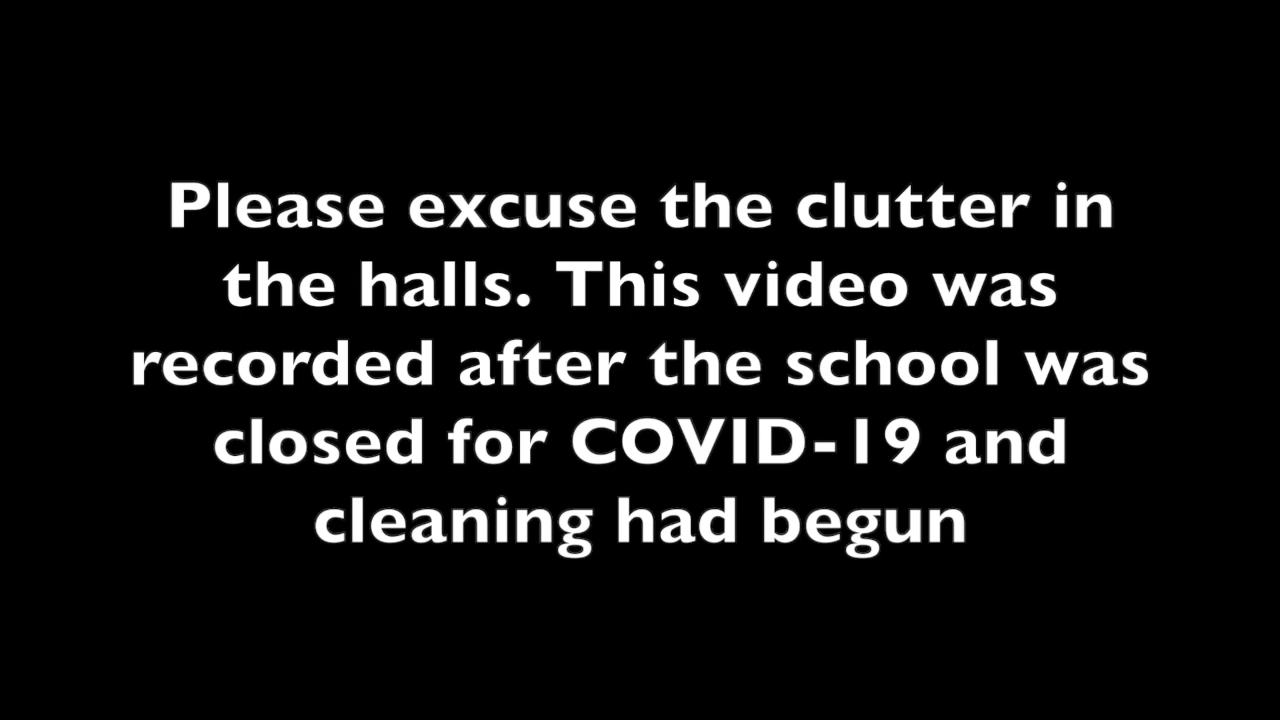 Please excuse the clutter in
the halls. This video was
recorded after the school was
closed for COVID-19 and
cleaning had begun